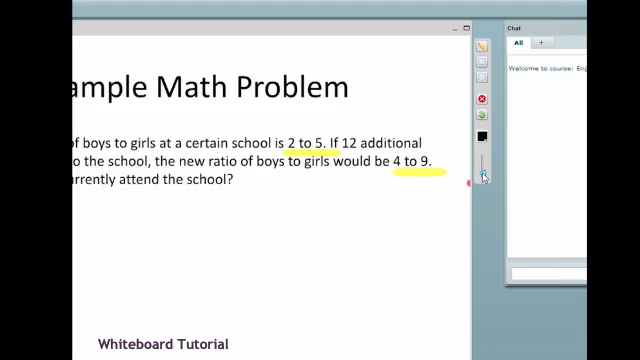 Chat
All +
Welcome to course: Eng
ample Math Problem
of boys to girls at a certain school is 2 to 5. If 12 additional
o the school, the new ratio of boys to girls would be 4 to 9.
urrently attend the school?
Whiteboard Tutorial